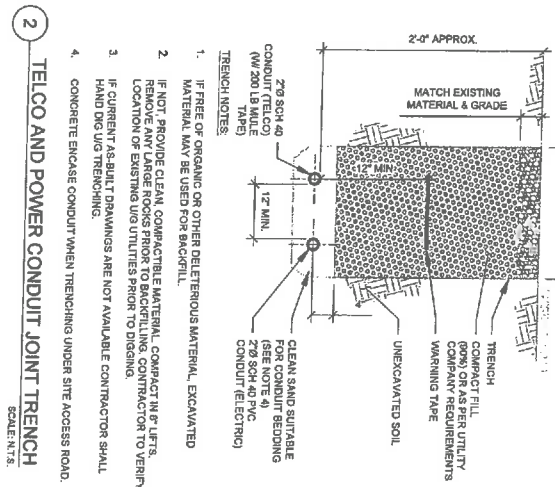 2'-0" APPROX.
MATCH EXISTING
MATERIAL & GRADE
12" MIN.
12" MIN.
TRENCH
COMPACT FILL
(90%) OR AS PER UTILITY
COMPANY REQUIREMENTS
WARNING TAPE
UNEXCAVATED SOIL
CLEAN SAND SUITABLE
FOR CONDUIT BEDDING
(SEE NOTE 4)
2"Ø SCH 40 PVC
CONDUIT (ELECTRIC)
2"Ø SCH 40
CONDUIT (TELCO)
(W/ 200 LB MULE
TAPE)
TRENCH NOTES:
1. IF FREE OF ORGANIC OR OTHER DELETERIOUS MATERIAL, EXCAVATED
MATERIAL MAY BE USED FOR BACKFILL.
2. IF NOT, PROVIDE CLEAN, COMPACTIBLE MATERIAL. COMPACT IN 8" LIFTS.
REMOVE ANY LARGE ROCKS PRIOR TO BACKFILLING. CONTRACTOR TO VERIFY
LOCATION OF EXISTING U/G UTILITIES PRIOR TO DIGGING.
3. IF CURRENT AS-BUILT DRAWINGS ARE NOT AVAILABLE CONTRACTOR SHALL
HAND DIG U/G TRENCHING.
4. CONCRETE ENCASE CONDUIT WHEN TRENCHING UNDER SITE ACCESS ROAD.
2 TELCO AND POWER CONDUIT JOINT TRENCH
SCALE: N.T.S.